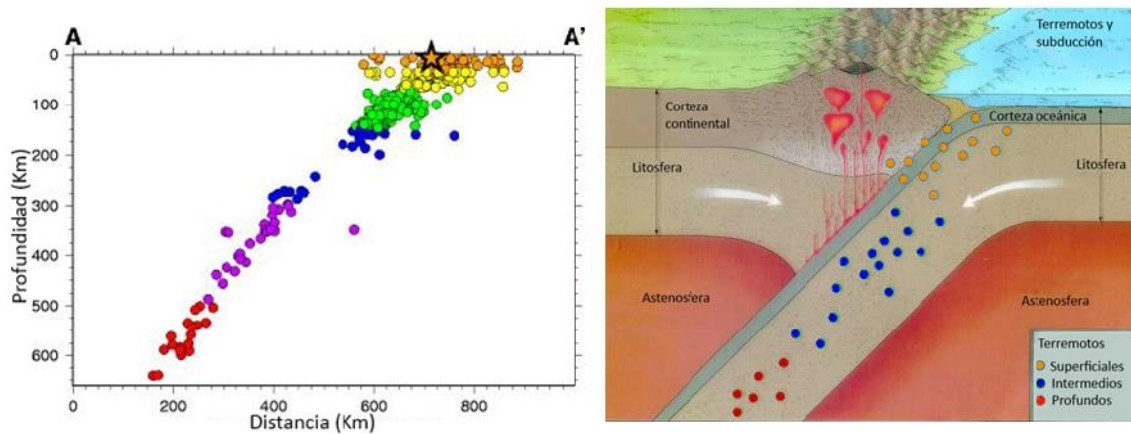 A
A'
0
100
200
300
400
500
600
Profundidad (Km)
0
200
400
600
800
Distancia (Km)
Terremotos y
subducción
Corteza
continental
Corteza oceánica
Litosfera
Litosfera
Astenosfera
Astenosfera
Terremotos
Superficiales
Intermedios
Profundos